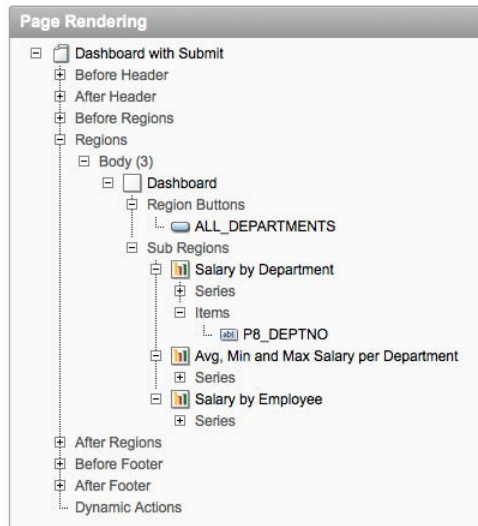 Page Rendering
Dashboard with Submit
Before Header
After Header
Before Regions
Regions
Body (3)
Dashboard
Region Buttons
ALL_DEPARTMENTS
Sub Regions
Salary by Department
Series
Items
abl P8_DEPTNO
Avg, Min and Max Salary per Department
Series
Salary by Employee
Series
After Regions
Before Footer
After Footer
Dynamic Actions